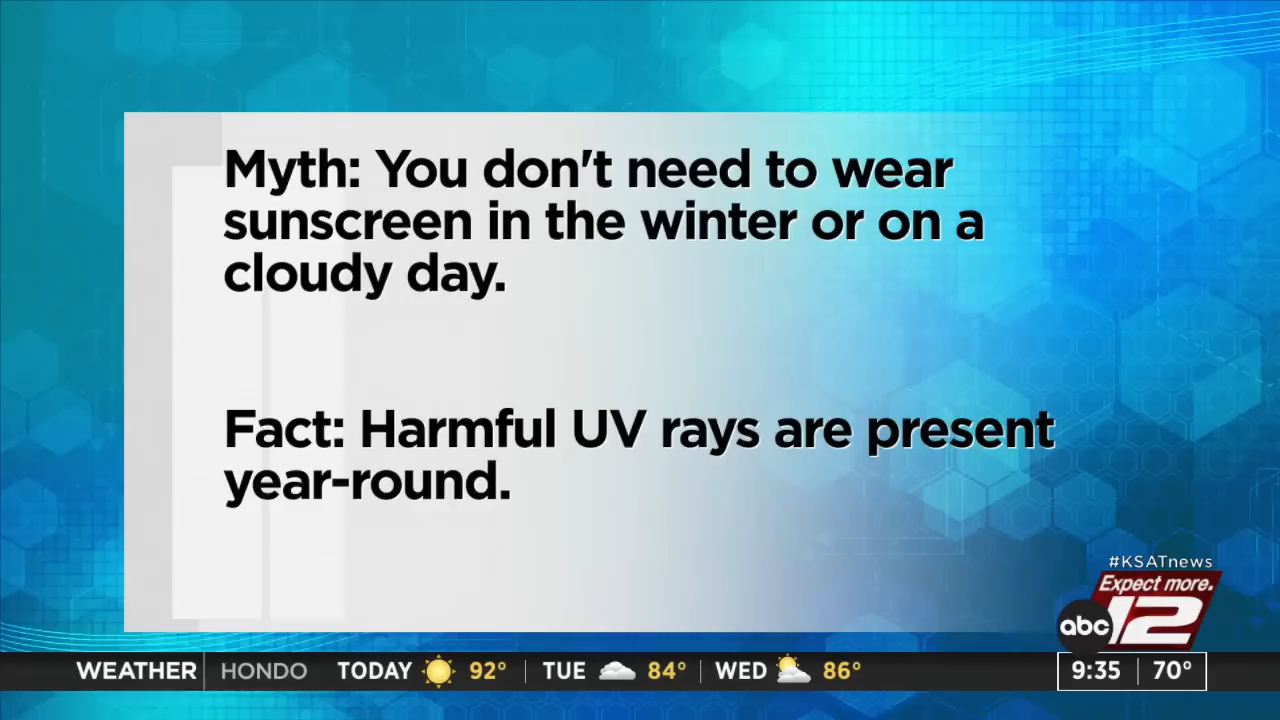 Myth: You don't need to wear
sunscreen in the winter or on a
cloudy day.
Fact: Harmful UV rays are present
year-round.
#KSATnews
Expect more.
abc 12
WEATHER HONDO TODAY 92° TUE 84° WED 86° 9:35 70°